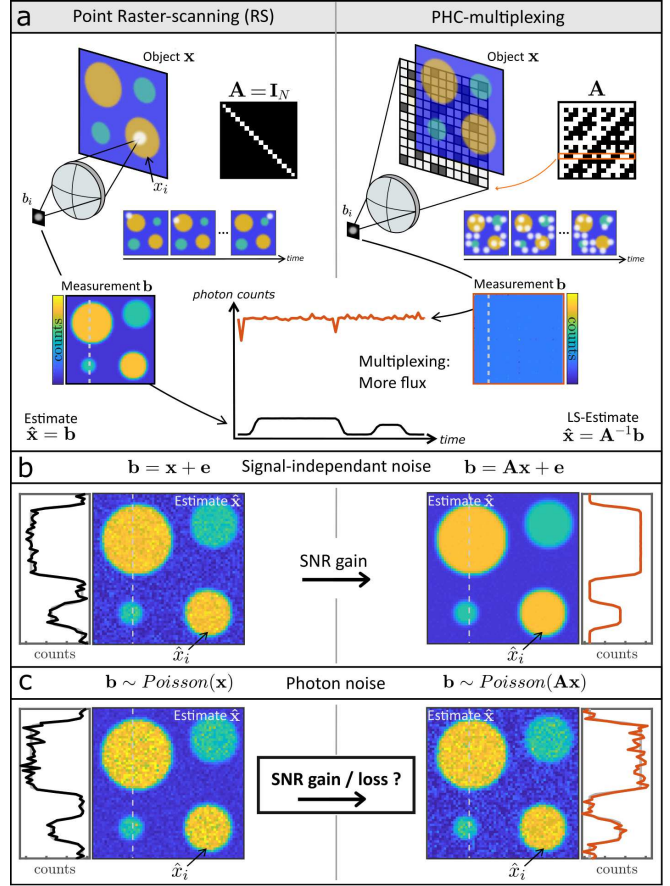 a
Point Raster-scanning (RS)
PHC-multiplexing
Object x
A = I_N
x_i
b_i
...
time
Measurement b
counts
Estimate
x̂ = b
Object x
A
b_i
...
time
Measurement b
counts
photon counts
Multiplexing:
More flux
time
LS-Estimate
x̂ = A⁻¹b
b
b = x + e
Signal-independant noise
b = Ax + e
Estimate x̂
x̂_i
counts
SNR gain
Estimate x̂
x̂_i
counts
c
b ∼ Poisson(x)
Photon noise
b ∼ Poisson(Ax)
Estimate x̂
x̂_i
counts
SNR gain / loss ?
Estimate x̂
x̂_i
counts